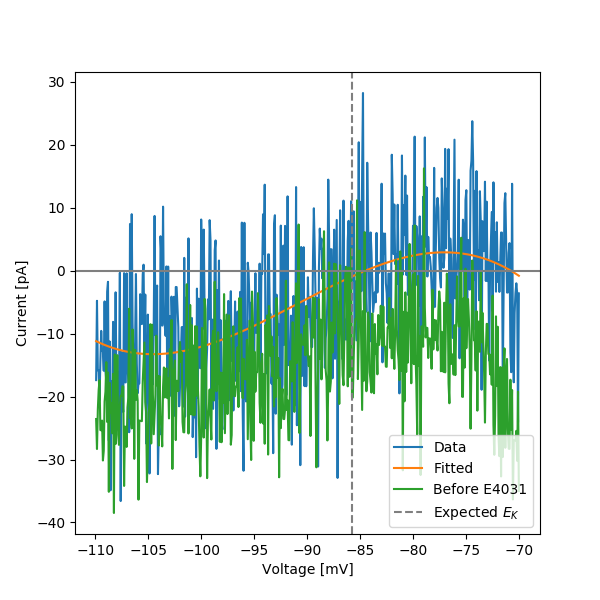 30
20
10
0
−10
−20
−30
−40
Current [pA]
−110 −105 −100 −95 −90 −85 −80 −75 −70
Voltage [mV]
Data
Fitted
Before E4031
Expected E_K